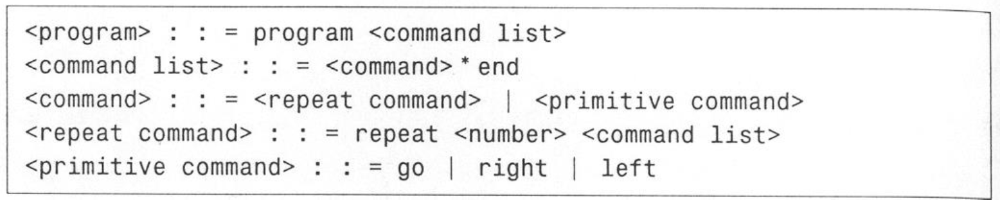 <program> : : = program <command list>
<command list> : : = <command> * end
<command> : : = <repeat command> | <primitive command>
<repeat command> : : = repeat <number> <command list>
<primitive command> : : = go | right | left